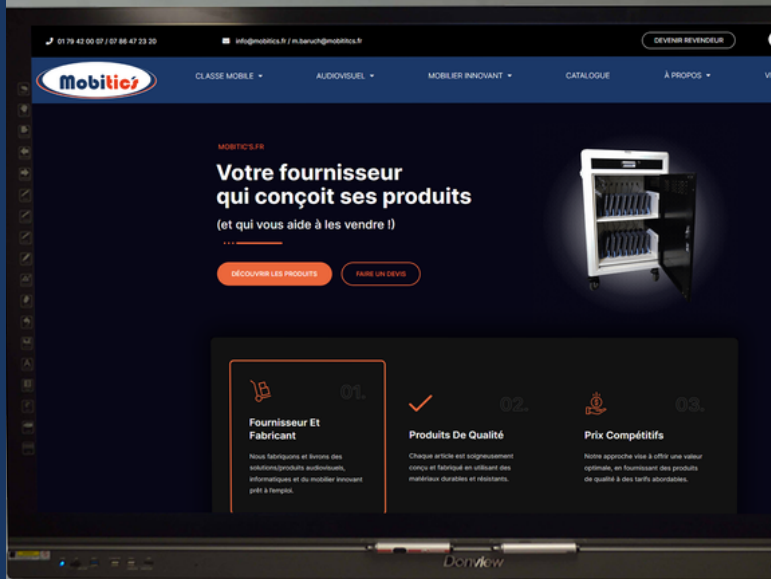 01 79 42 00 07 / 07 86 47 23 20
info@mobitics.fr / m.baruch@mobititcs.fr
DEVENIR REVENDEUR
Mobitic's
CLASSE MOBILE
AUDIOVISUEL
MOBILIER INNOVANT
CATALOGUE
À PROPOS
MOBITIC'S.FR
Votre fournisseur
qui conçoit ses produits
(et qui vous aide à les vendre !)
DÉCOUVRIR LES PRODUITS
FAIRE UN DEVIS
01.
Fournisseur Et
Fabricant
Nous fabriquons et livrons des
solutions/produits audiovisuels,
informatiques et du mobilier innovant
prêt à l'emploi.
02.
Produits De Qualité
Chaque article est soigneusement
conçu et fabriqué en utilisant des
matériaux durables et résistants.
03.
Prix Compétitifs
Notre approche vise à offrir une valeur
optimale, en fournissant des produits
de qualité à des tarifs abordables.
Donview